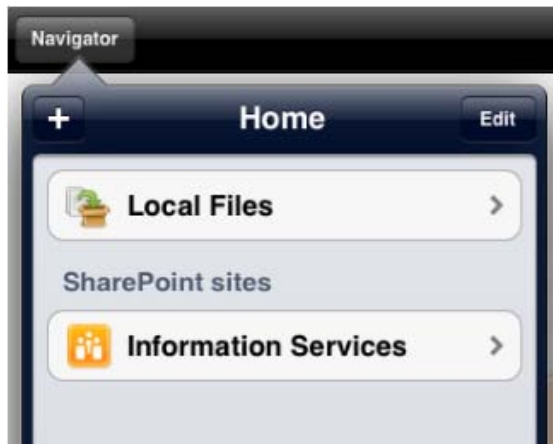 Navigator
+ Home Edit
Local Files
SharePoint sites
Information Services